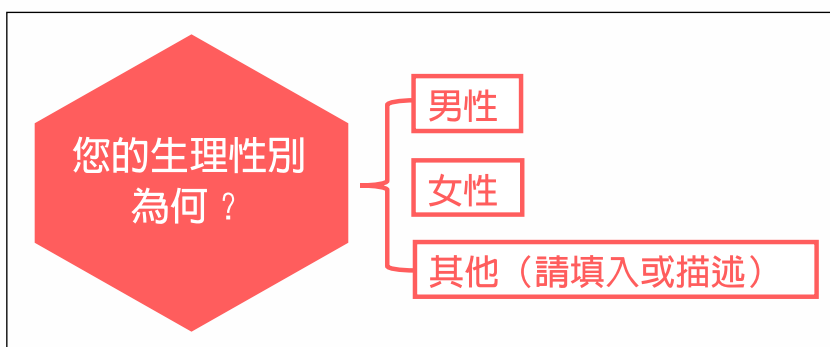 您的生理性別
為何？
男性
女性
其他（請填入或描述）